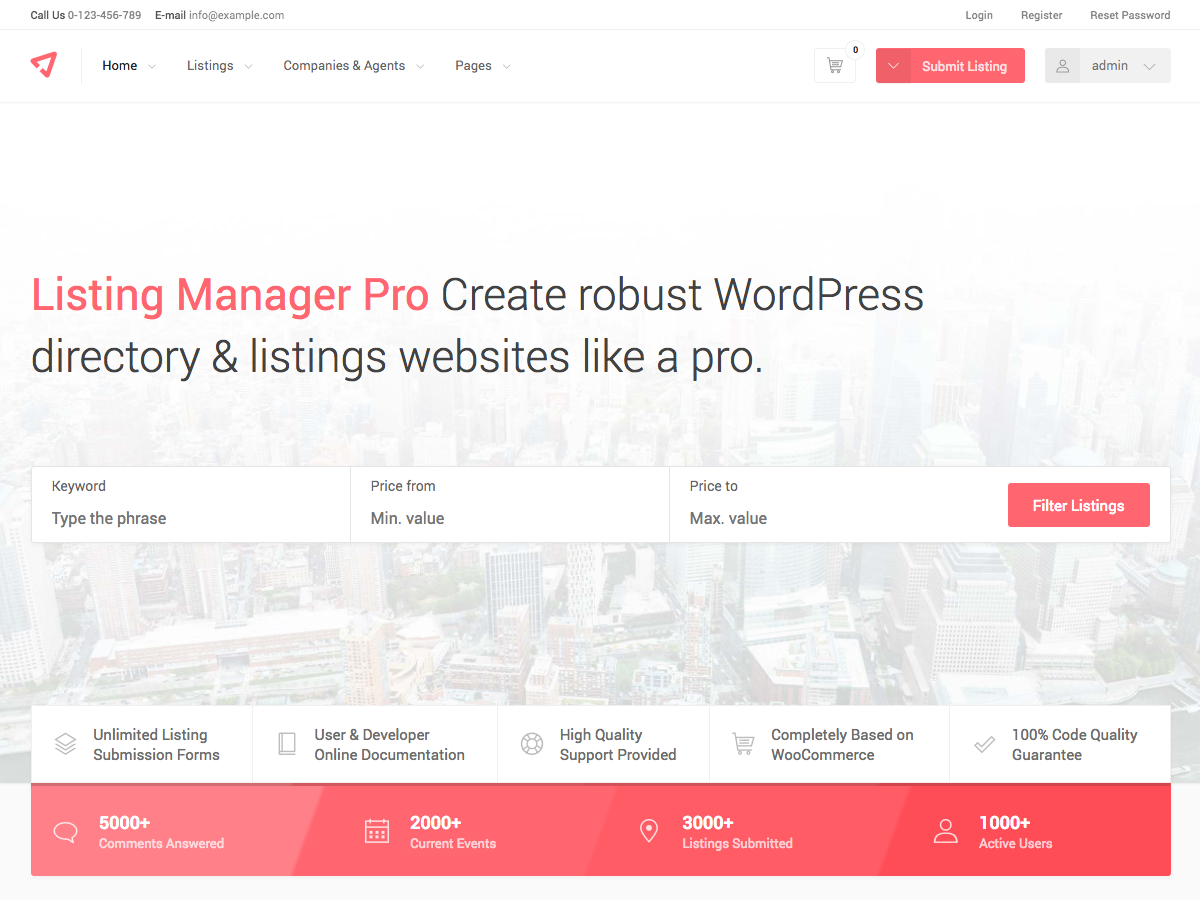 Call Us 0-123-456-789 E-mail info@example.com Login Register Reset Password
Home Listings Companies & Agents Pages 0 Submit Listing admin
Listing Manager Pro Create robust WordPress
directory & listings websites like a pro.
Keyword Price from Price to
Type the phrase Min. value Max. value Filter Listings
Unlimited Listing
Submission Forms
User & Developer
Online Documentation
High Quality
Support Provided
Completely Based on
WooCommerce
100% Code Quality
Guarantee
5000+
Comments Answered
2000+
Current Events
3000+
Listings Submitted
1000+
Active Users